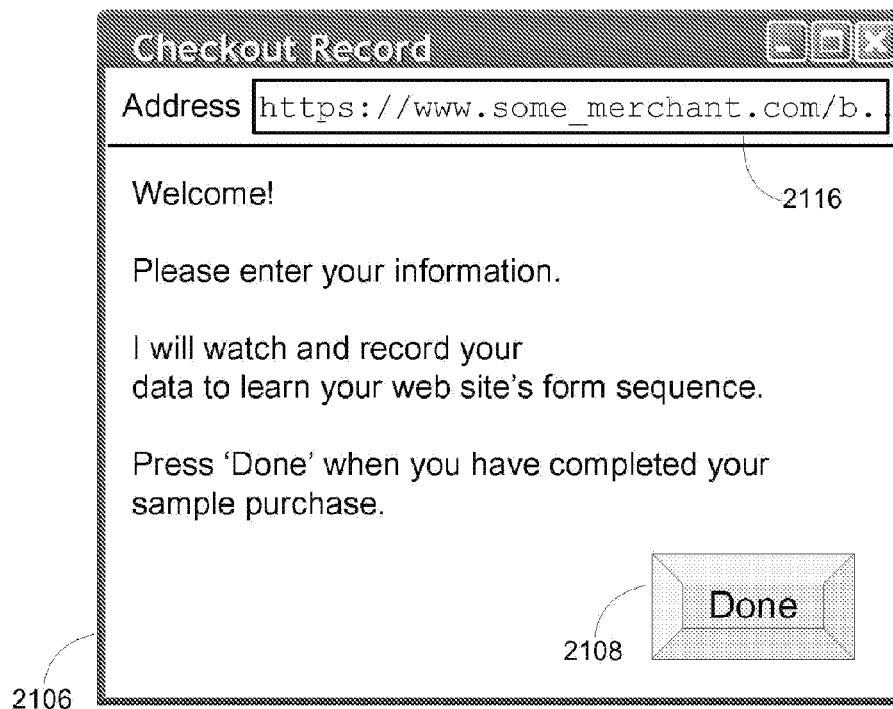 Checkout Record
Address https://www.some_merchant.com/b..
2116
Welcome!
Please enter your information.
I will watch and record your
data to learn your web site's form sequence.
Press ‘Done’ when you have completed your
sample purchase.
Done
2108
2106